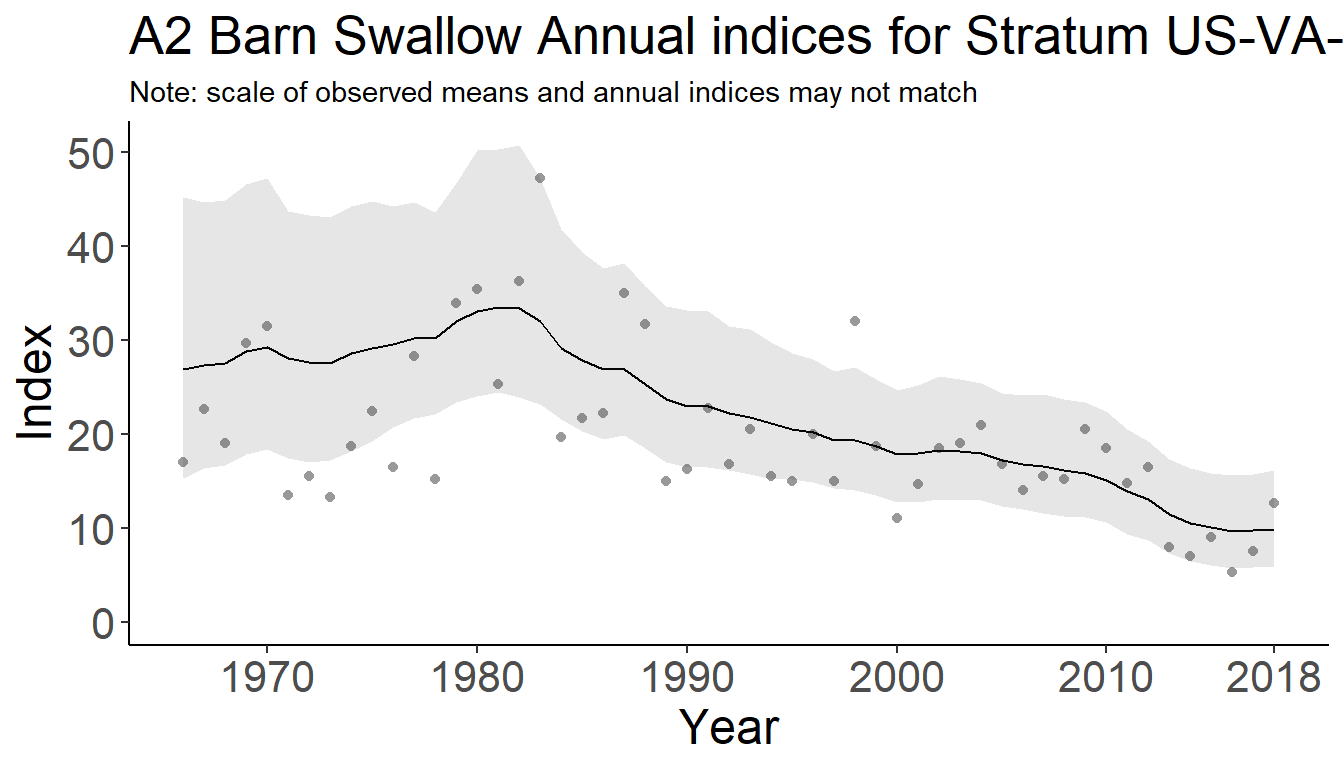 A2 Barn Swallow Annual indices for Stratum US-VA-
Note: scale of observed means and annual indices may not match
50
40
30
20
10
0
Index
1970 1980 1990 2000 2010 2018
Year